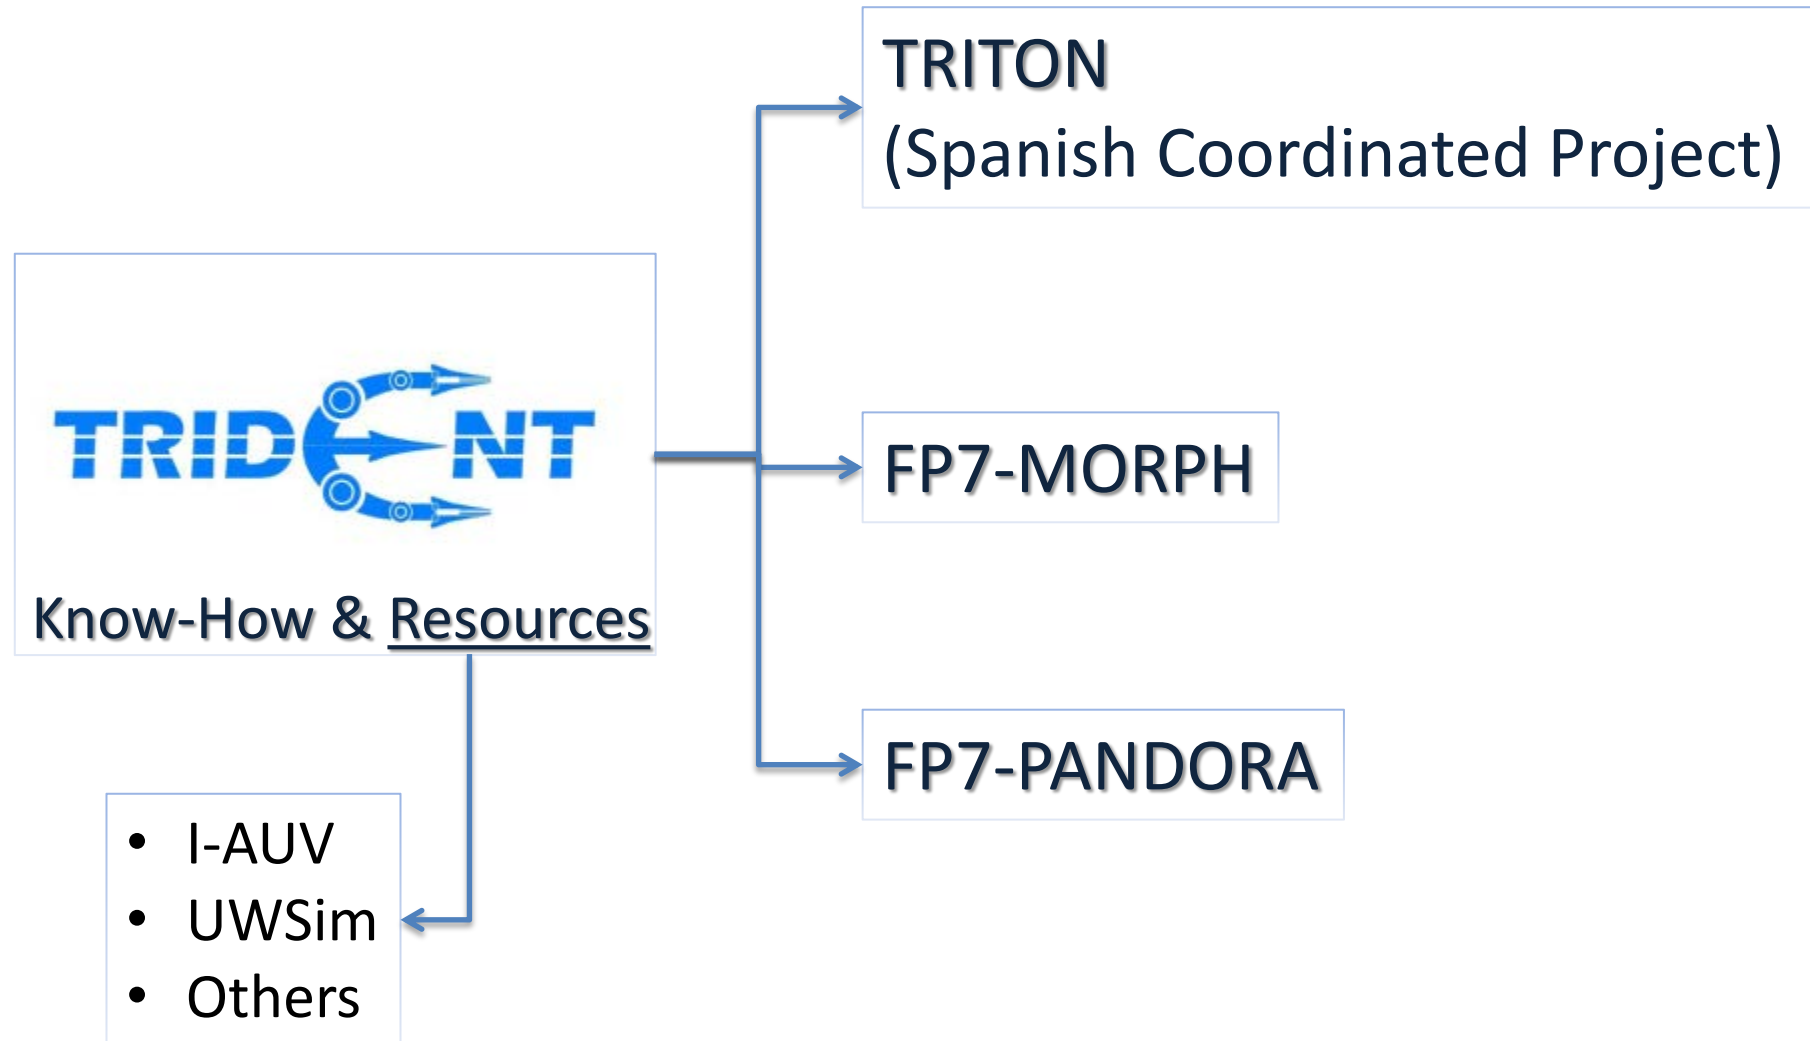 TRITON
(Spanish Coordinated Project)
TRIDENT
Know-How & Resources
FP7-MORPH
FP7-PANDORA
• I-AUV
• UWSim
• Others